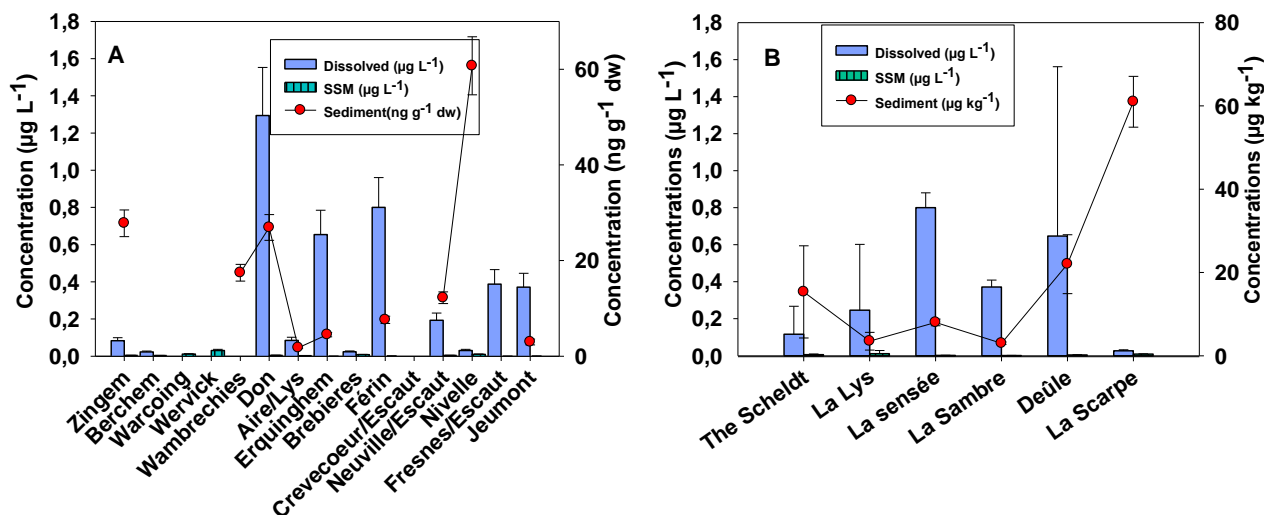 A
Dissolved (µg L-1)
SSM (µg L-1)
Sediment(ng g-1 dw)
Concentration (µg L-1)
1,8
1,6
1,4
1,2
1,0
0,8
0,6
0,4
0,2
0,0
60
40
20
0
Concentration (ng g-1 dw)
Zingem
Berchem
Warcoing
Wervick
Wambrechies
Don
Aire/Lys
Erquinghem
Brebieres
Férin
Crevecoeur/Escaut
Neuville/Escaut
Nivelle
Fresnes/Escaut
Jeumont
B
Dissolved (µg L-1)
SSM (µg L-1)
Sediment (µg kg-1)
Concentrations (µg L-1)
1,8
1,6
1,4
1,2
1,0
0,8
0,6
0,4
0,2
0,0
80
60
40
20
0
Concentrations (µg kg-1)
The Scheldt
La Lys
La sensée
La Sambre
Deûle
La Scarpe